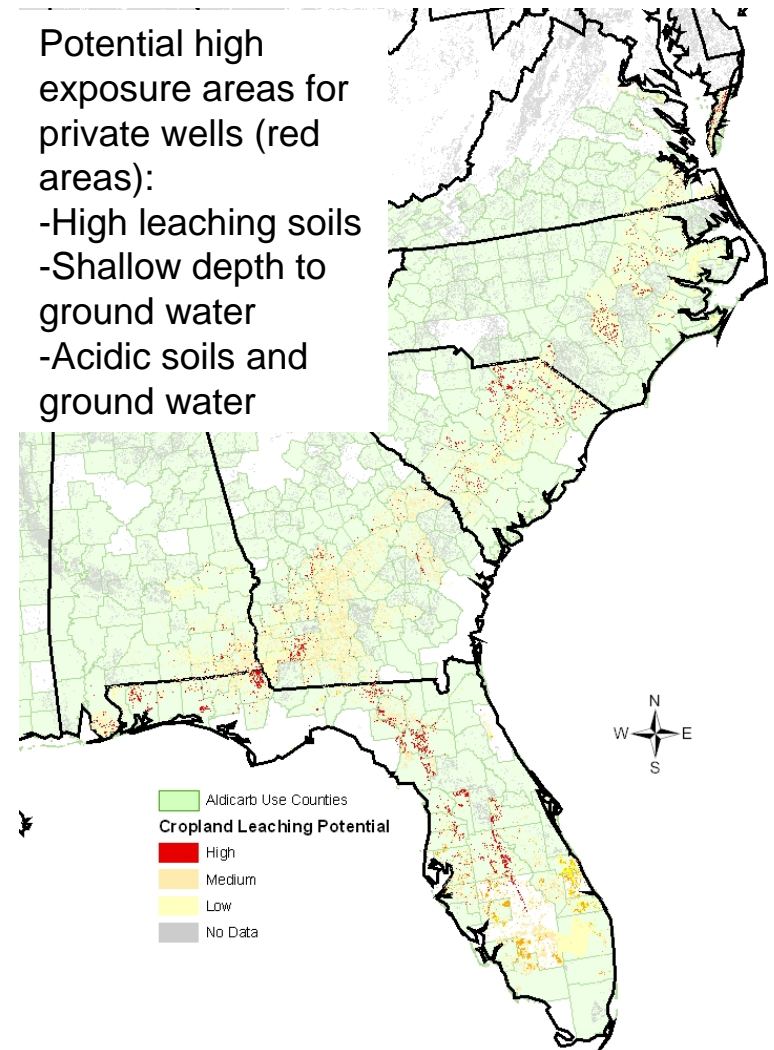 Potential high
exposure areas for
private wells (red
areas):
-High leaching soils
-Shallow depth to
ground water
-Acidic soils and
ground water
N
W E
S
Aldicarb Use Counties
Cropland Leaching Potential
High
Medium
Low
No Data